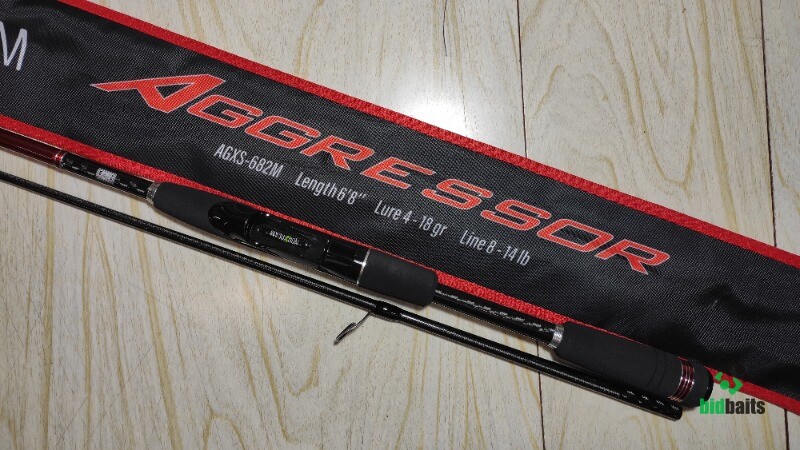 M
AGGRESSOR
AGXS-682M Length 6'8" Lure 4 - 18 gr Line 8 - 14 lb
bidbaits